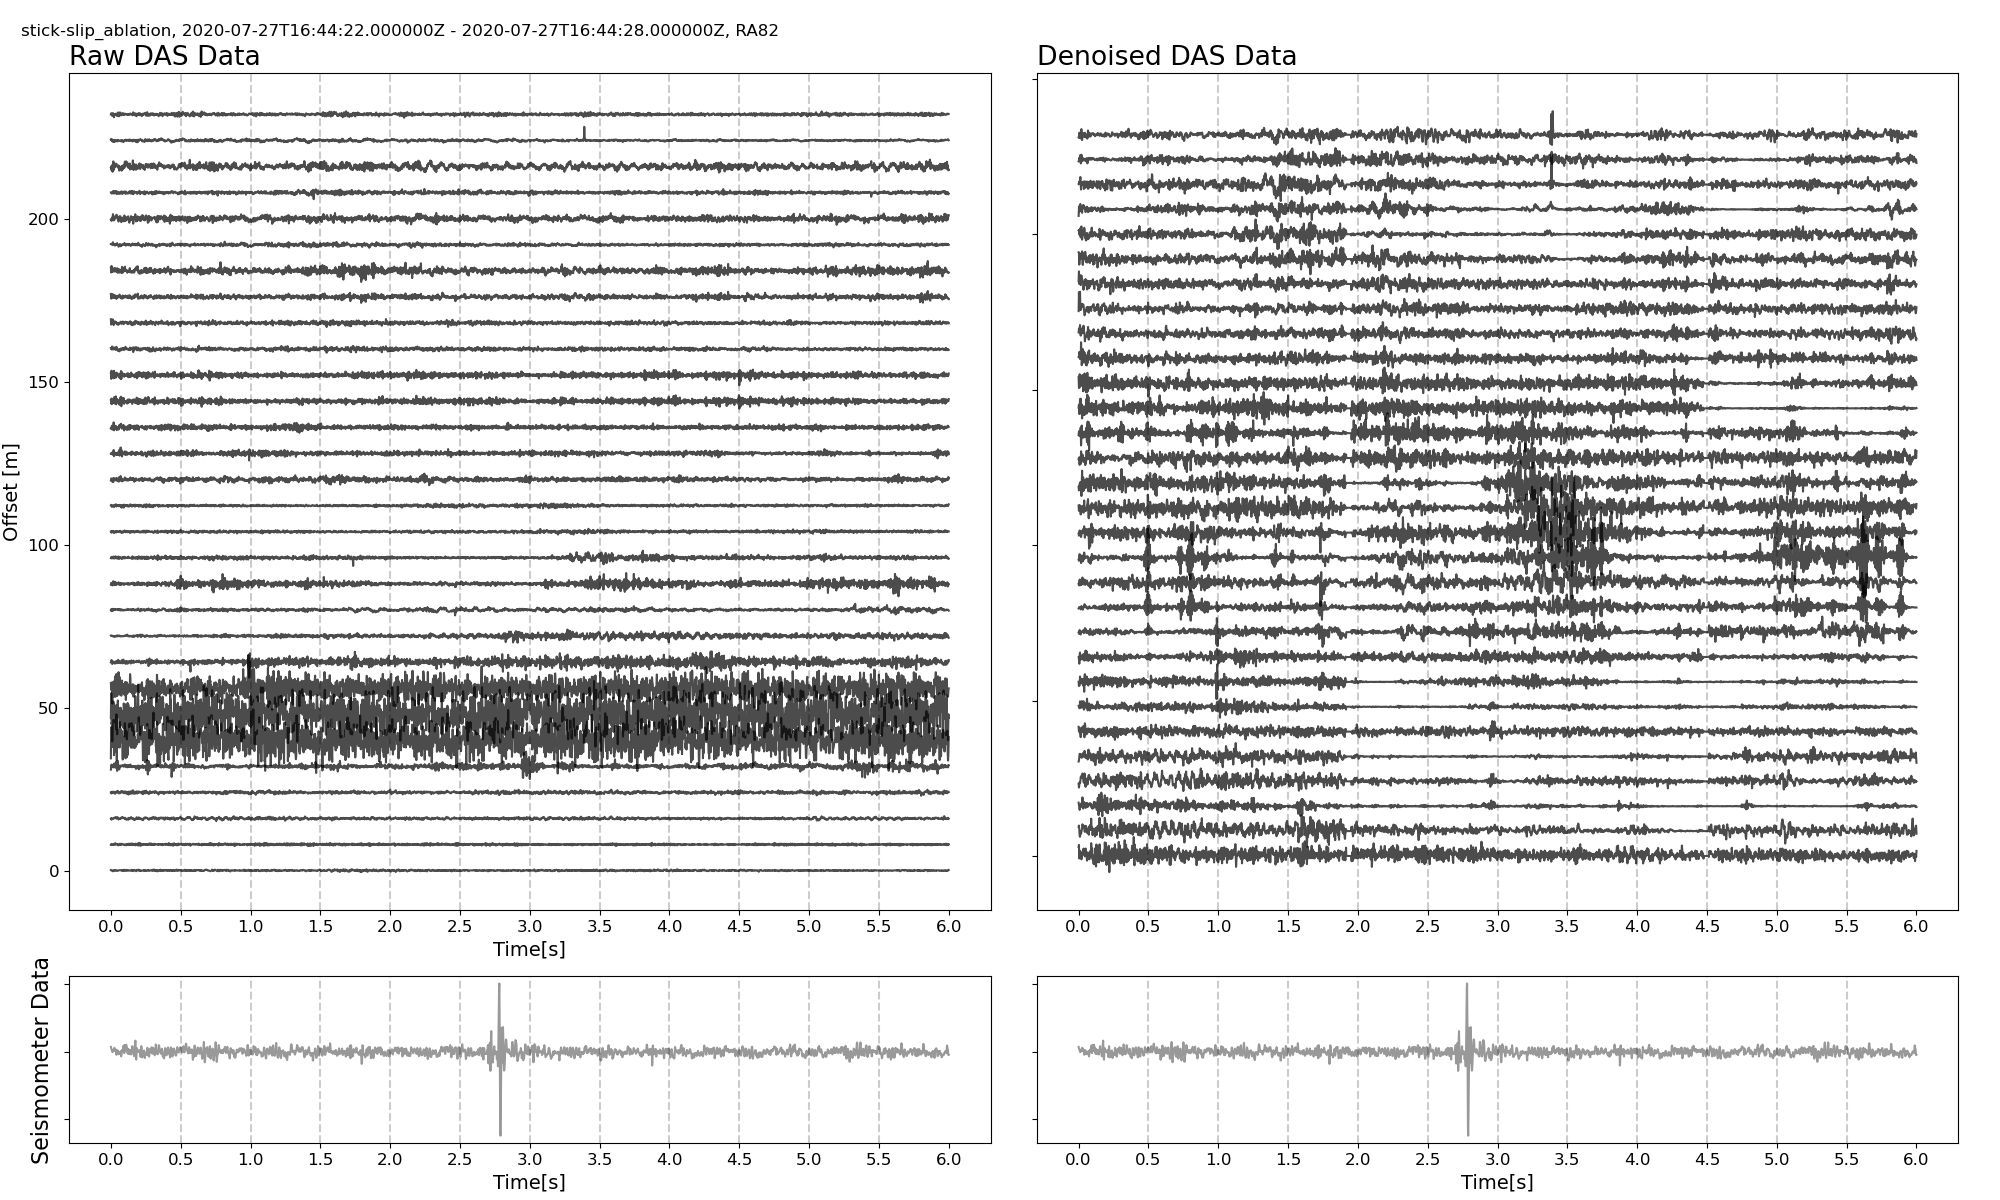 stick-slip_ablation, 2020-07-27T16:44:22.000000Z - 2020-07-27T16:44:28.000000Z, RA82
Raw DAS Data
Denoised DAS Data
Offset [m]
200
150
100
50
0
0.0 0.5 1.0 1.5 2.0 2.5 3.0 3.5 4.0 4.5 5.0 5.5 6.0
Time[s]
0.0 0.5 1.0 1.5 2.0 2.5 3.0 3.5 4.0 4.5 5.0 5.5 6.0
Seismometer Data
0.0 0.5 1.0 1.5 2.0 2.5 3.0 3.5 4.0 4.5 5.0 5.5 6.0
Time[s]
0.0 0.5 1.0 1.5 2.0 2.5 3.0 3.5 4.0 4.5 5.0 5.5 6.0
Time[s]